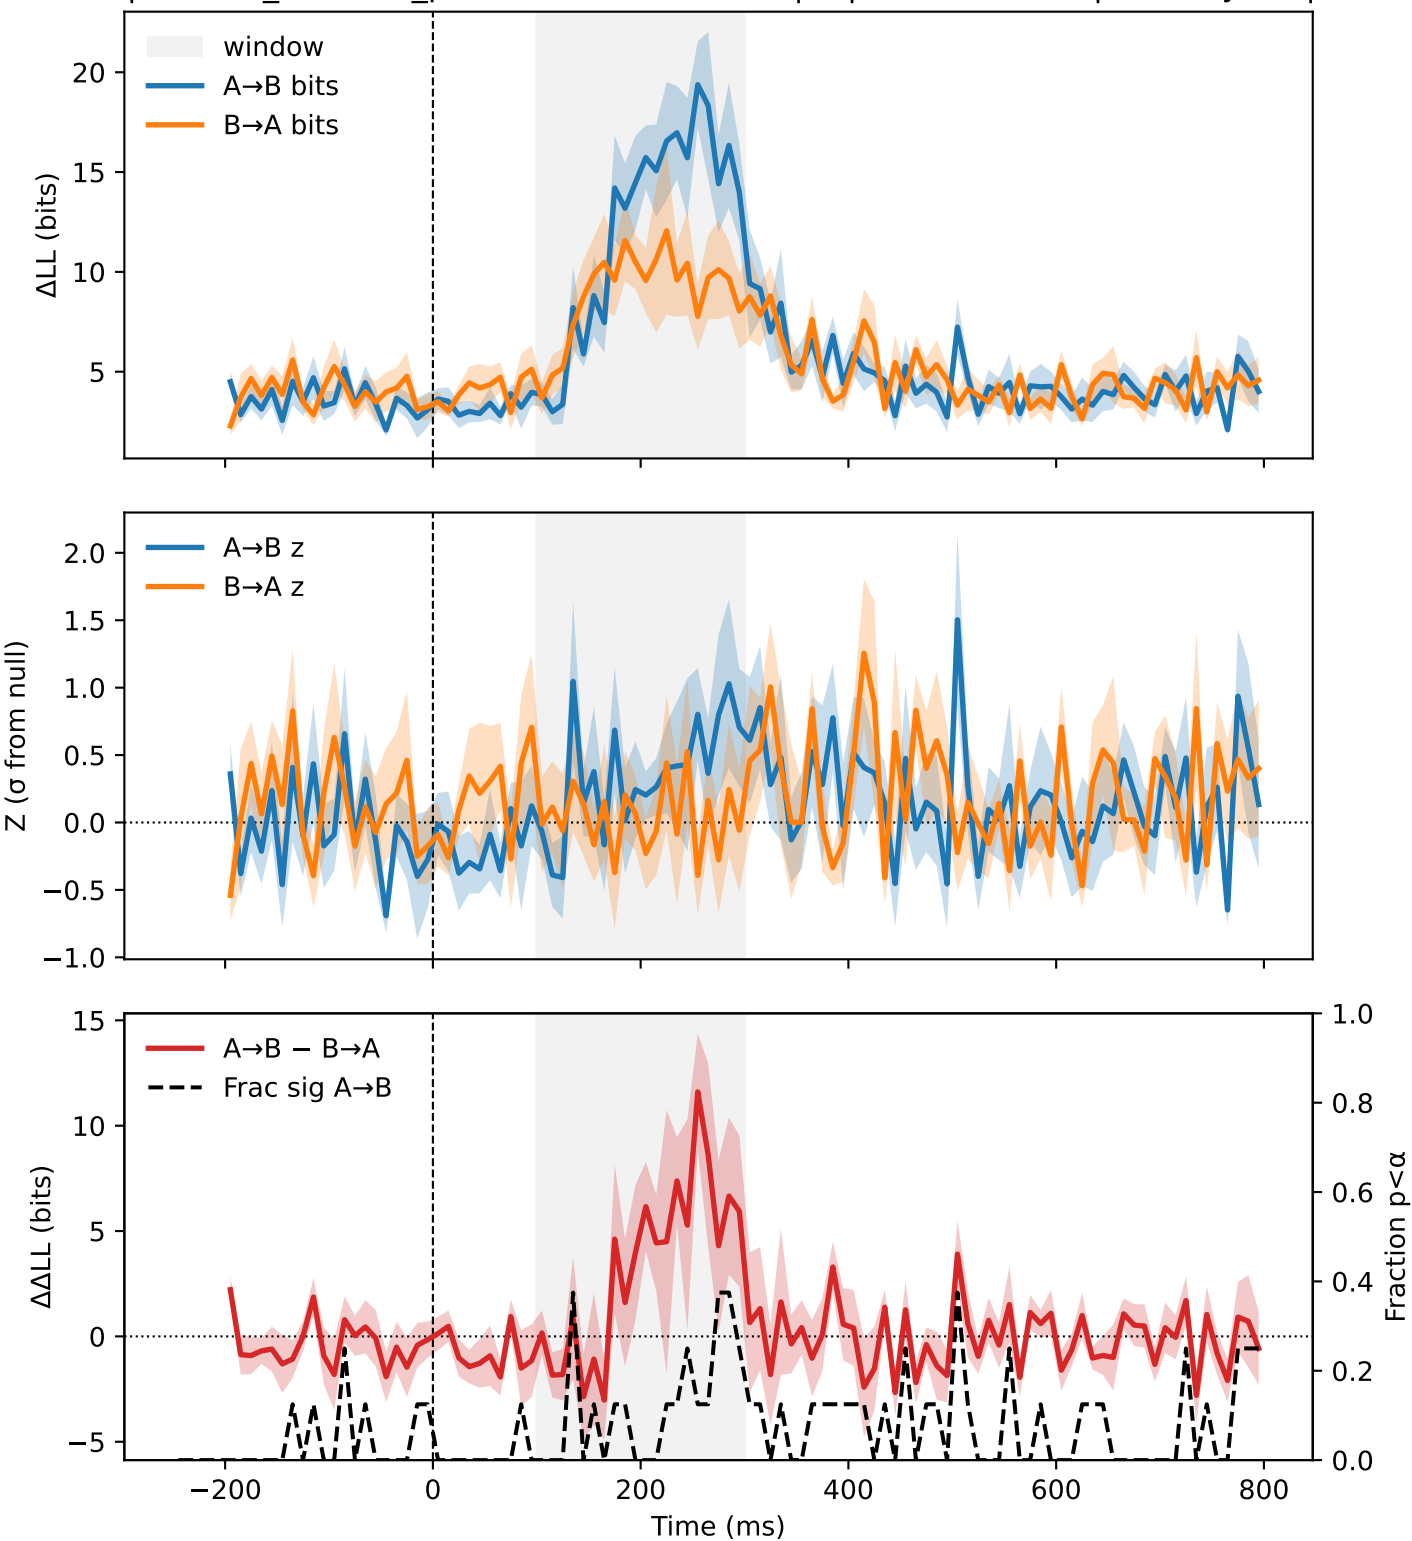 window
A→B bits
B→A bits
20
15
10
5
ΔLL (bits)
A→B z
B→A z
2.0
1.5
1.0
0.5
0.0
−0.5
−1.0
Z (σ from null)
A→B − B→A
Frac sig A→B
15
10
5
0
−5
ΔΔLL (bits)
1.0
0.8
0.6
0.4
0.2
0.0
Fraction p<α
−200
0
200
400
600
800
Time (ms)